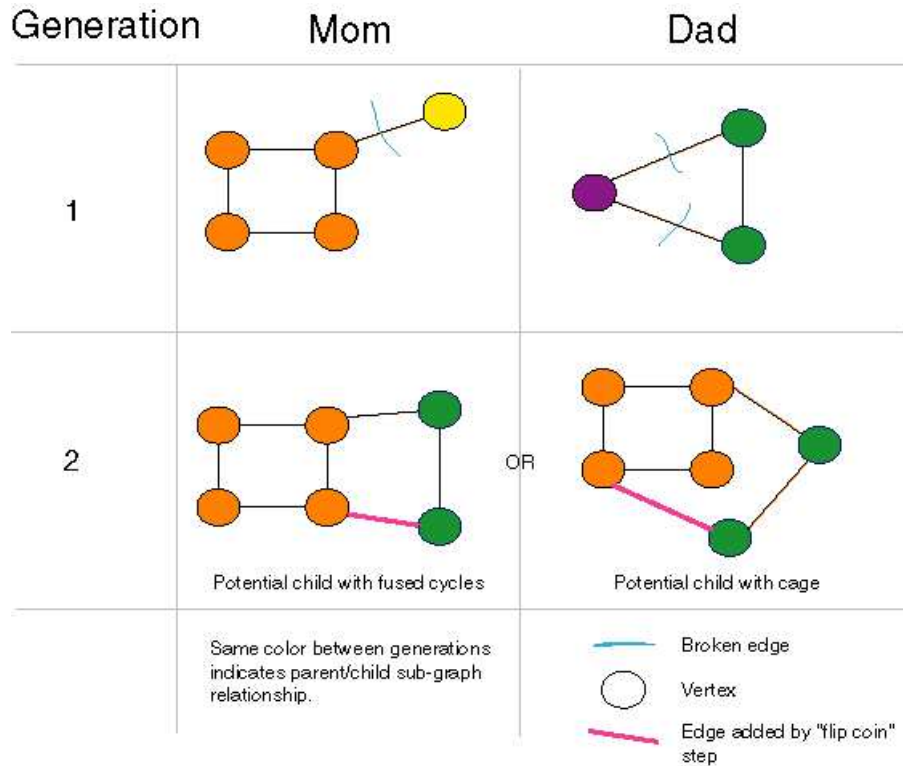 Generation Mom Dad
1
2
OR
Potential child with fused cycles
Potential child with cage
Same color between generations
indicates parent/child sub-graph
relationship.
Broken edge
Vertex
Edge added by "flip coin"
step